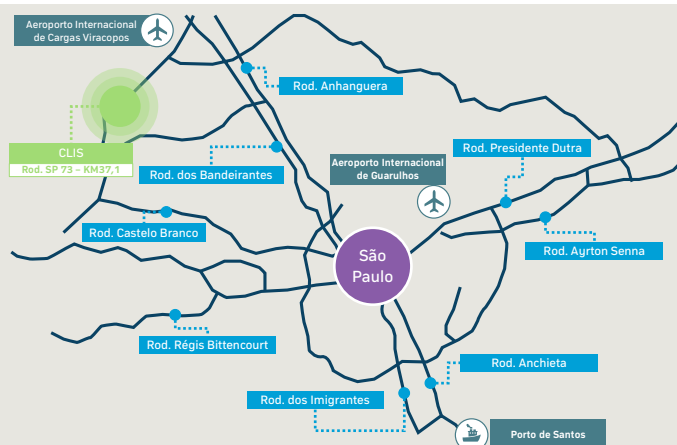 Aeroporto Internacional
de Cargas Viracopos
Rod. Anhanguera
CLIS
Rod. SP 73 – KM37,1
Rod. dos Bandeirantes
Aeroporto Internacional
de Guarulhos
Rod. Presidente Dutra
Rod. Castelo Branco
Rod. Ayrton Senna
São
Paulo
Rod. Régis Bittencourt
Rod. Anchieta
Rod. dos Imigrantes
Porto de Santos